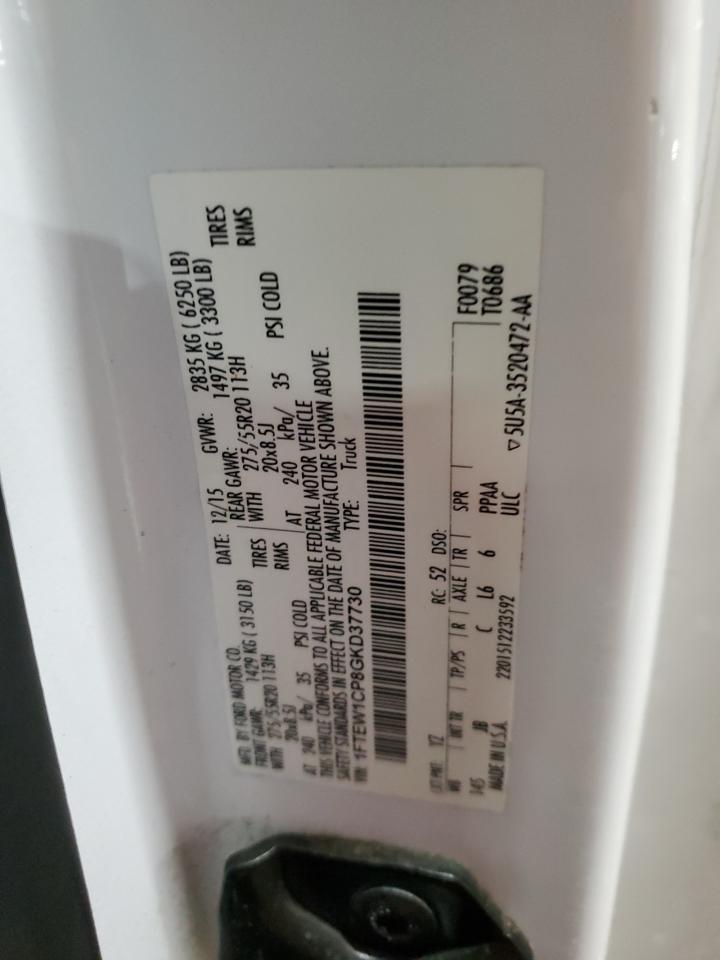 MFD. BY FORD MOTOR CO.
DATE: 12/15 GVWR: 2835 KG ( 6250 LB)
FRONT GAWR: 1429 KG ( 3150 LB) REAR GAWR: 1497 KG ( 3300 LB)
WITH 275/55R20 113H TIRES WITH 275/55R20 113H TIRES
20x8.5J RIMS 20x8.5J RIMS
AT 240 kPa/ 35 PSI COLD AT 240 kPa/ 35 PSI COLD
THIS VEHICLE CONFORMS TO ALL APPLICABLE FEDERAL MOTOR VEHICLE
SAFETY STANDARDS IN EFFECT ON THE DATE OF MANUFACTURE SHOWN ABOVE.
VIN: 1FTEW1CP8GKD37730 TYPE: Truck
EXT PNT: YZ RC: 52 DSO: F0079
WB INT TR TP/PS R AXLE TR SPR T0686
145 JB C L6 6 PPAA
MADE IN U.S.A. 2201512233592 ULC ▽5U5A-3520472-AA